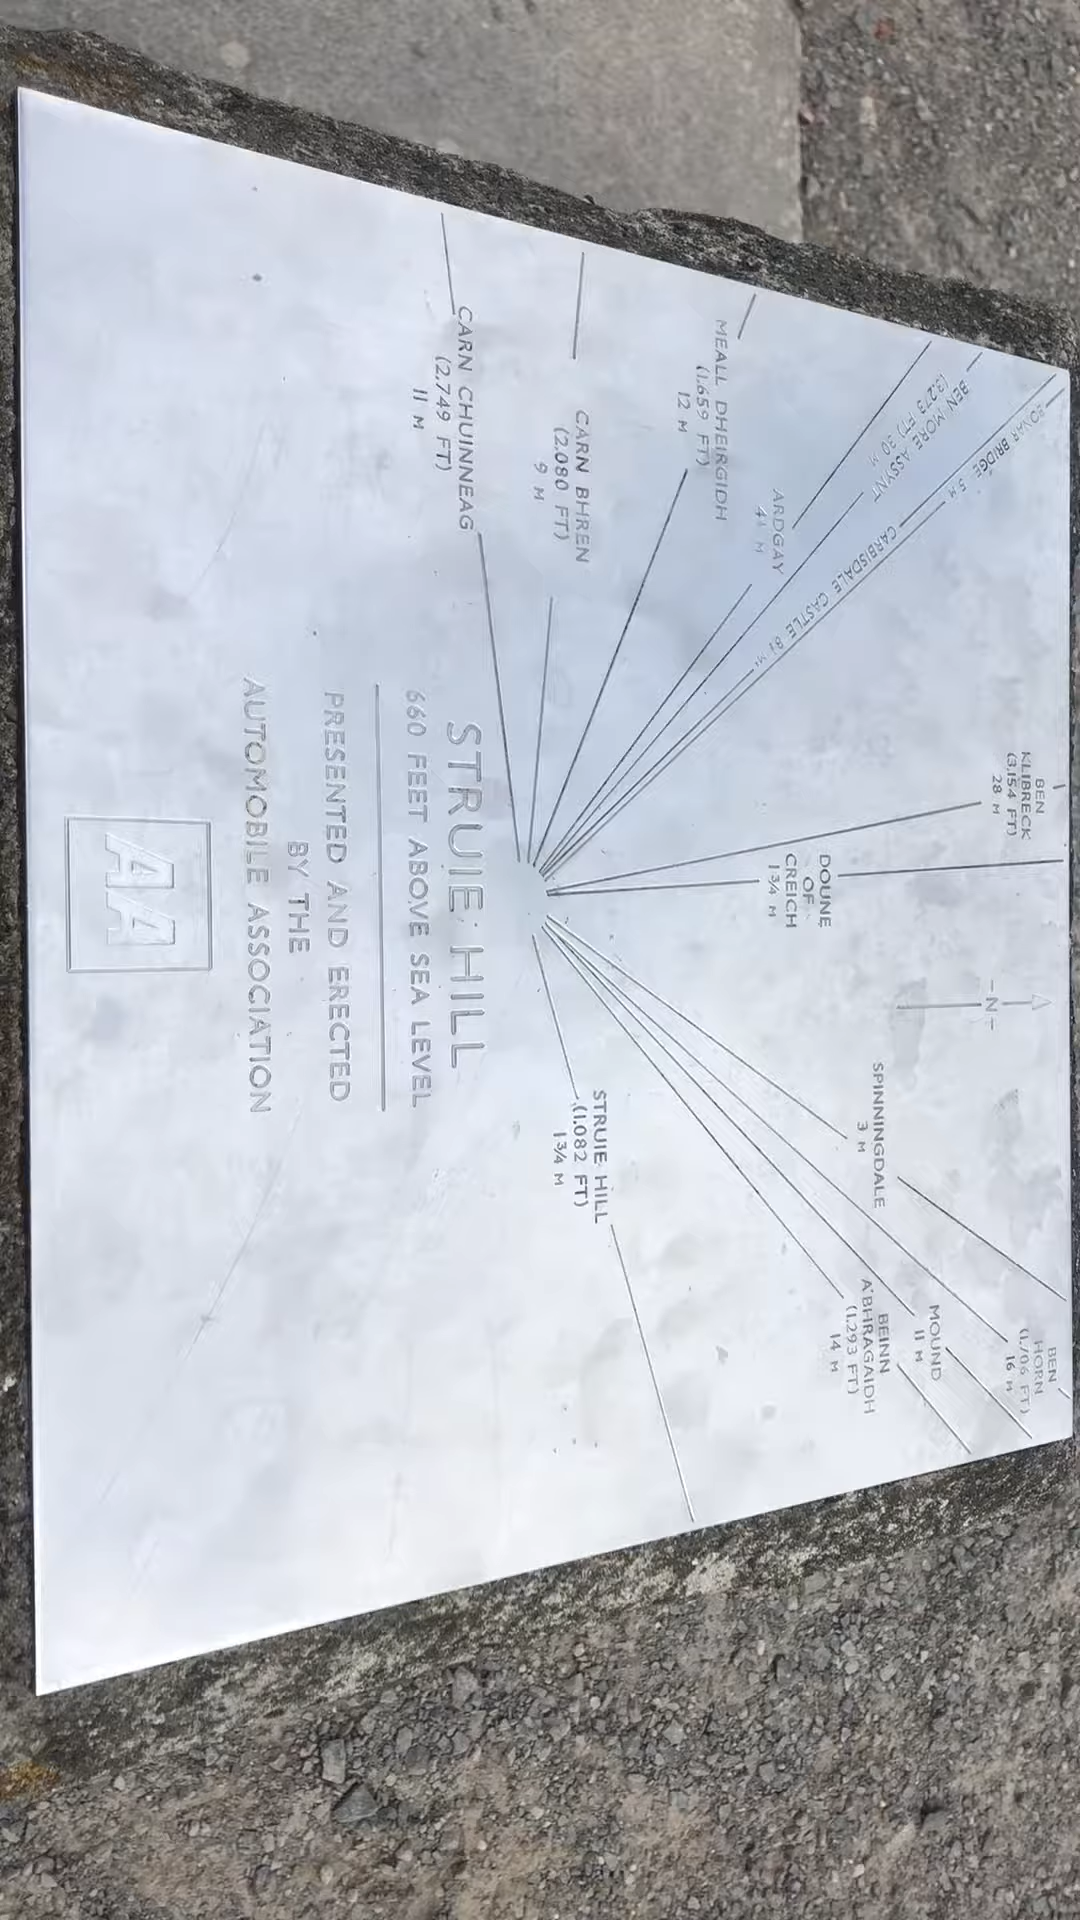 CARN CHUINNEAG
(2,749 FT)
11 M
CARN BHREN
(2,080 FT)
9 M
MEALL DHEIRGIDH
(1,659 FT)
12 M
ARDGAY
BEN MORE ASSYNT
(3,273 FT) 30 M
BONAR BRIDGE 5 M
CARBISDALE CASTLE 8½ M
BEN
KLIBRECK
(3,154 FT)
28 M
DOUNE
OF
CREICH
1 3/4 M
- N -
SPINNINGDALE
3 M
BEN
HORN
(1,706 FT)
16 M
MOUND
11 M
BEINN
A'BHRAGAIDH
(1,293 FT)
14 M
STRUIE HILL
(1,082 FT)
1 3/4 M
STRUIE HILL
660 FEET ABOVE SEA LEVEL
PRESENTED AND ERECTED
BY THE
AUTOMOBILE ASSOCIATION
AA